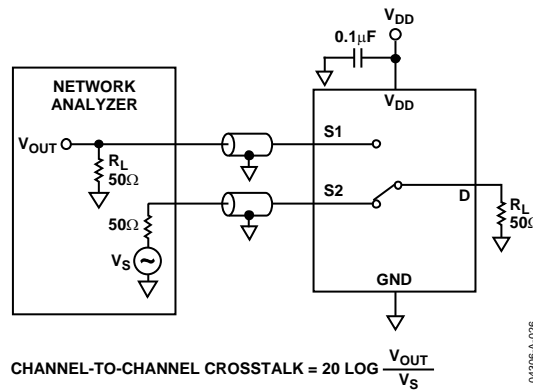 VDD
0.1μF
NETWORK
ANALYZER
VDD
VOUT
S1
RL
50Ω
S2
50Ω
D
RL
50Ω
VS
GND
CHANNEL-TO-CHANNEL CROSSTALK = 20 LOG VOUT
VS
04306-A-026